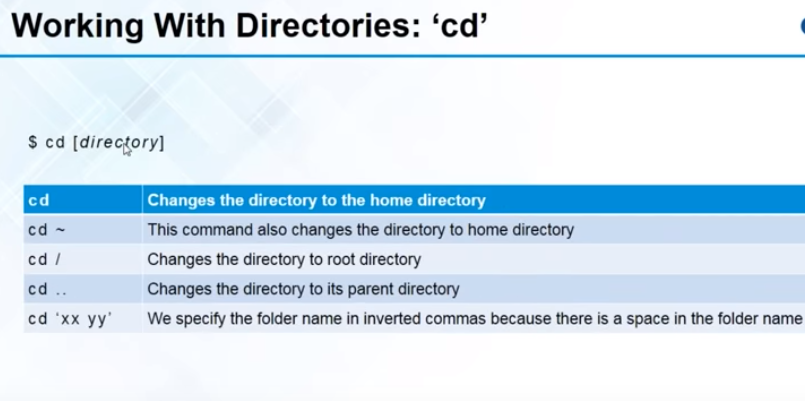 Working With Directories: ‘cd’
$ cd [directory]
cd Changes the directory to the home directory
cd ~ This command also changes the directory to home directory
cd / Changes the directory to root directory
cd .. Changes the directory to its parent directory
cd ‘xx yy’ We specify the folder name in inverted commas because there is a space in the folder name